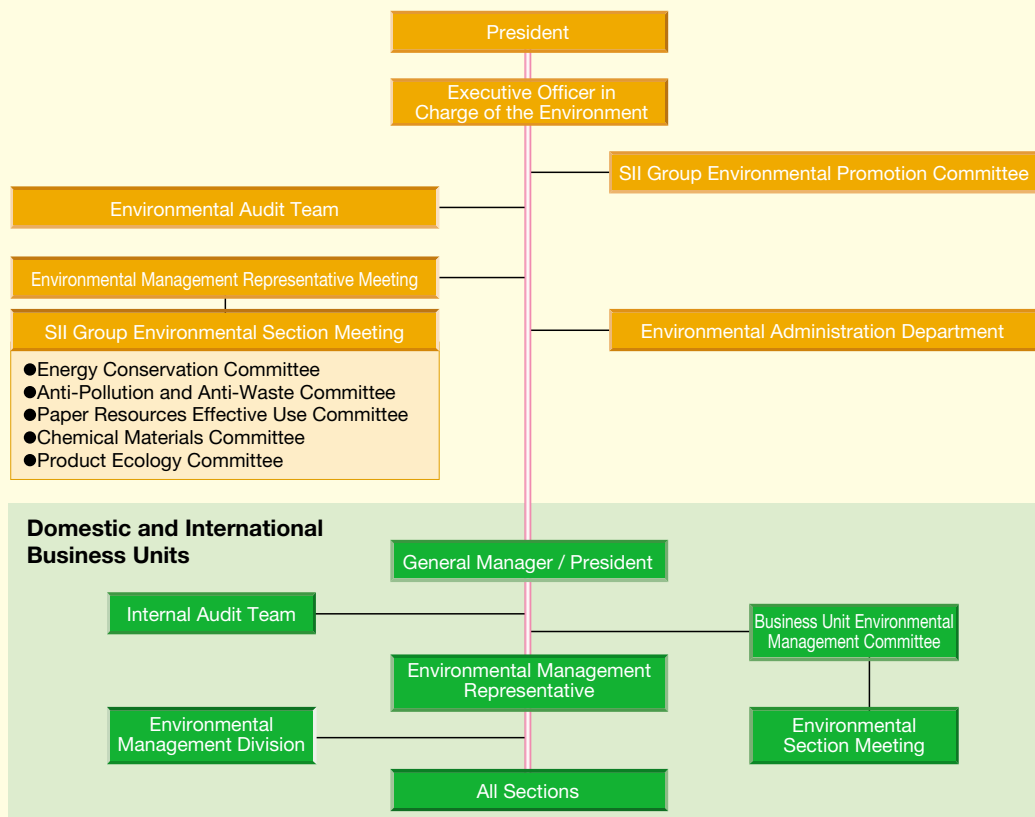 President
Executive Officer in
Charge of the Environment
SII Group Environmental Promotion Committee
Environmental Audit Team
Environmental Management Representative Meeting
SII Group Environmental Section Meeting
Environmental Administration Department
●Energy Conservation Committee
●Anti-Pollution and Anti-Waste Committee
●Paper Resources Effective Use Committee
●Chemical Materials Committee
●Product Ecology Committee
Domestic and International
Business Units
General Manager / President
Internal Audit Team
Business Unit Environmental
Management Committee
Environmental Management
Representative
Environmental
Management Division
Environmental
Section Meeting
All Sections